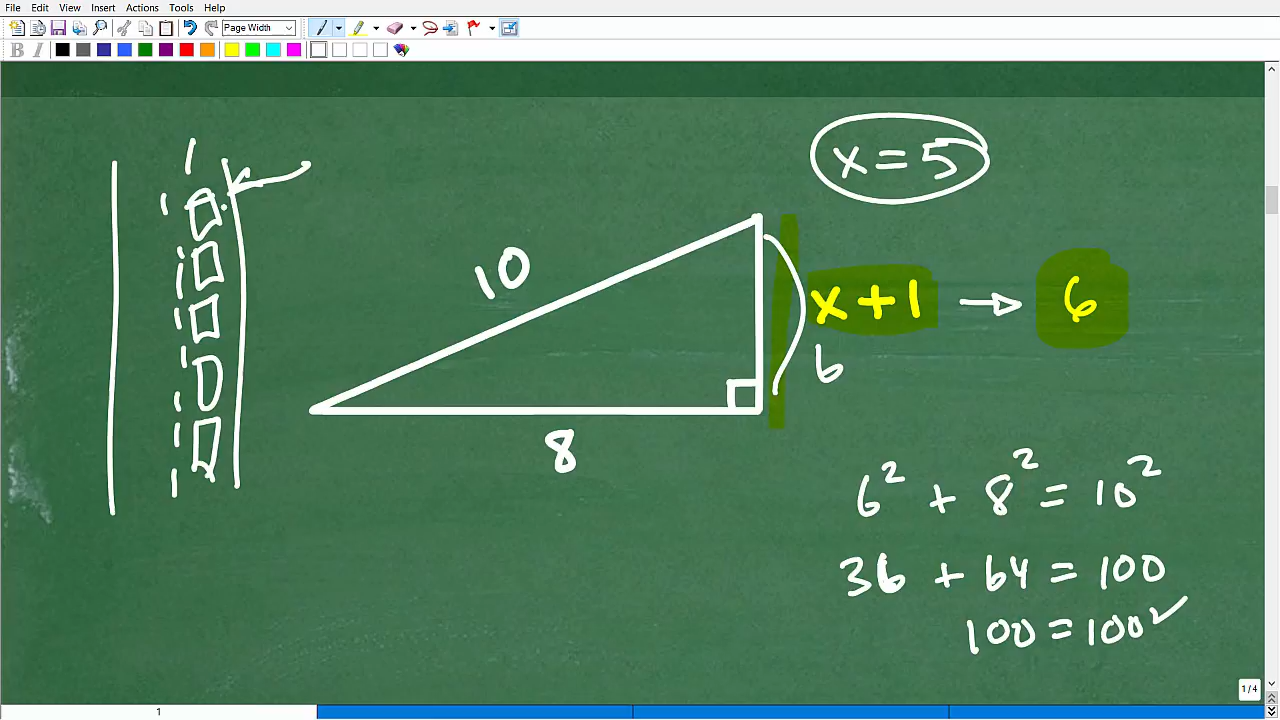 File Edit View Insert Actions Tools Help
Page Width
B I
x = 5
10
x + 1 → 6
6
8
6² + 8² = 10²
36 + 64 = 100
100 = 100 ✓
1/4
1